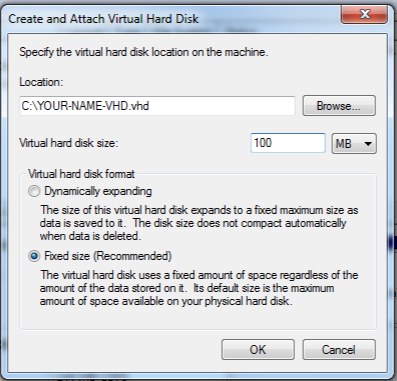 Create and Attach Virtual Hard Disk
Specify the virtual hard disk location on the machine.
Location:
C:\YOUR-NAME-VHD.vhd
Browse...
Virtual hard disk size:
100
MB
Virtual hard disk format
Dynamically expanding
The size of this virtual hard disk expands to a fixed maximum size as
data is saved to it. The disk size does not compact automatically
when data is deleted.
Fixed size (Recommended)
The virtual hard disk uses a fixed amount of space regardless of the
amount of the data stored on it. Its default size is the maximum
amount of space available on your physical hard disk.
OK
Cancel